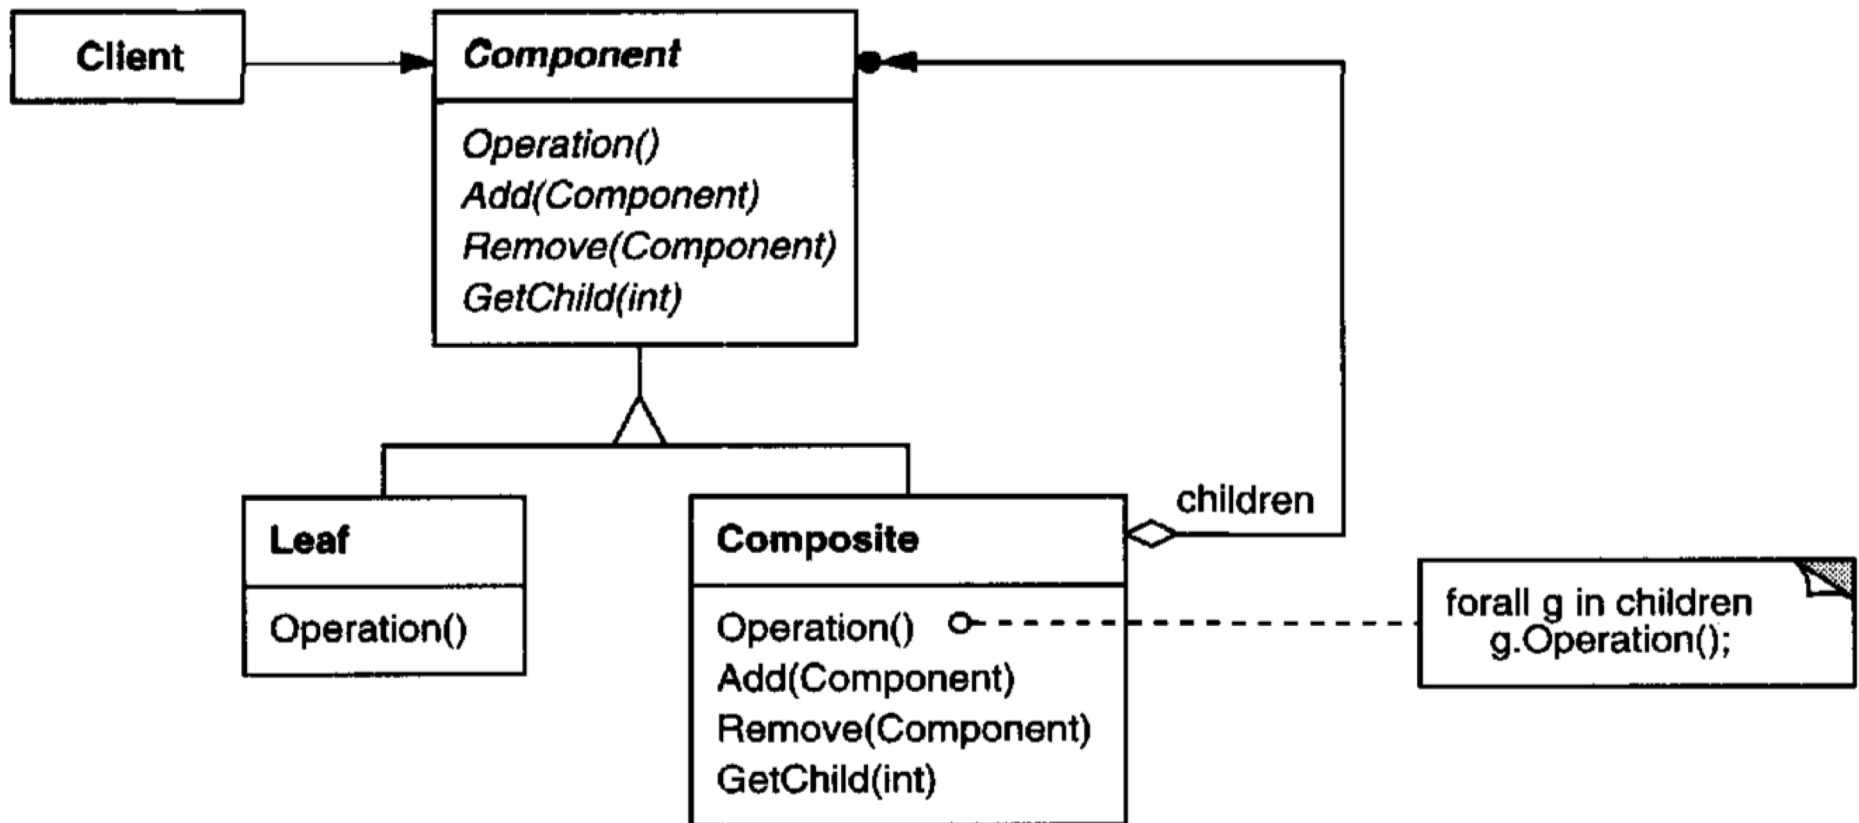 Client
Component
Operation()
Add(Component)
Remove(Component)
GetChild(int)
Leaf
Operation()
Composite
Operation()
Add(Component)
Remove(Component)
GetChild(int)
children
forall g in children
g.Operation();